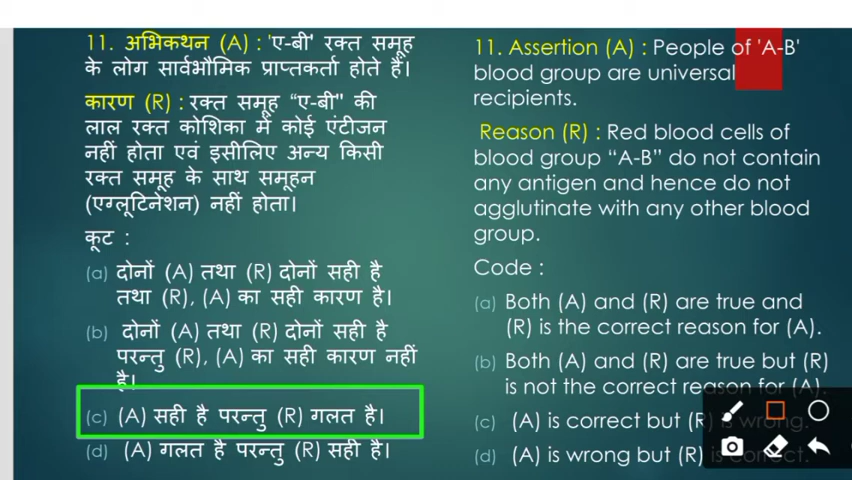 11. अभिकथन (A) : 'ए-बी' रक्त समूह
के लोग सार्वभौमिक प्राप्तकर्ता होते हैं।
कारण (R) : रक्त समूह “ए-बी" की
लाल रक्त कोशिका में कोई एंटीजन
नहीं होता एवं इसीलिए अन्य किसी
रक्त समूह के साथ समूहन
(एग्लूटिनेशन) नहीं होता।
कूट :
(a) दोनों (A) तथा (R) दोनों सही है
तथा (R), (A) का सही कारण है।
(b) दोनों (A) तथा (R) दोनों सही है
परन्तु (R), (A) का सही कारण नहीं
है।
(c) (A) सही है परन्तु (R) गलत है।
(d) (A) गलत है परन्तु (R) सही है।
11. Assertion (A) : People of 'A-B'
blood group are universal
recipients.
Reason (R) : Red blood cells of
blood group “A-B” do not contain
any antigen and hence do not
agglutinate with any other blood
group.
Code :
(a) Both (A) and (R) are true and
(R) is the correct reason for (A).
(b) Both (A) and (R) are true but (R)
is not the correct reason for (A).
(c) (A) is correct but (R) is wrong.
(d) (A) is wrong but (R) is correct.